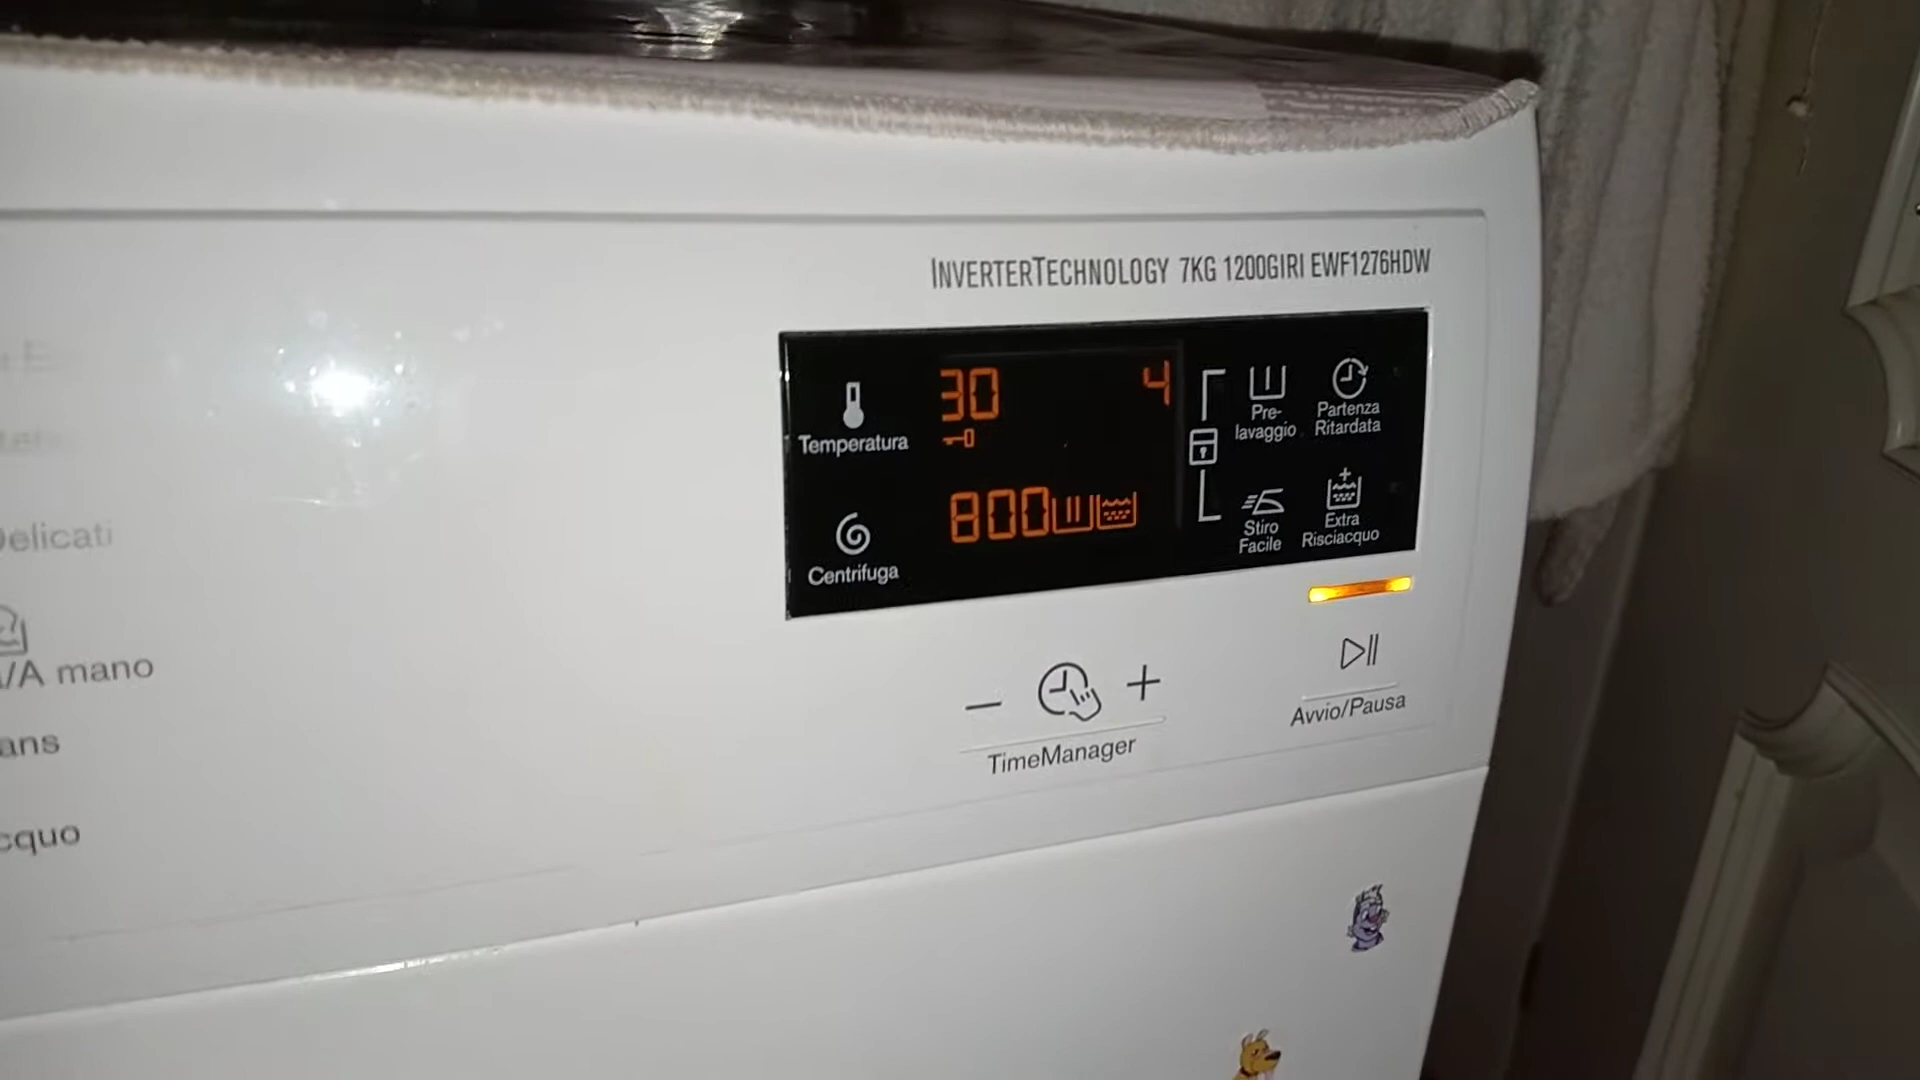 INVERTERTECHNOLOGY 7KG 1200GIRI EWF1276HDW
30 4
Temperatura
Pre-
lavaggio
Partenza
Ritardata
800
Centrifuga
Stiro
Facile
Extra
Risciacquo
Delicati
/A mano
- +
TimeManager
Avvio/Pausa
ans
cquo